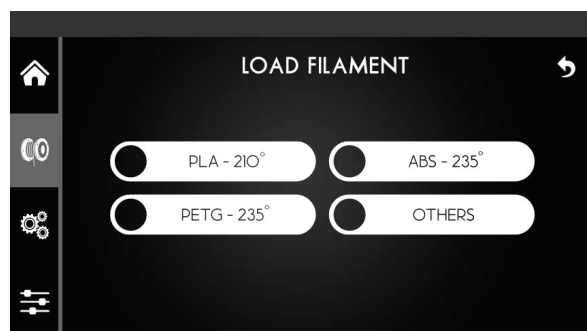 LOAD FILAMENT
PLA - 210°
ABS - 235°
PETG - 235°
OTHERS